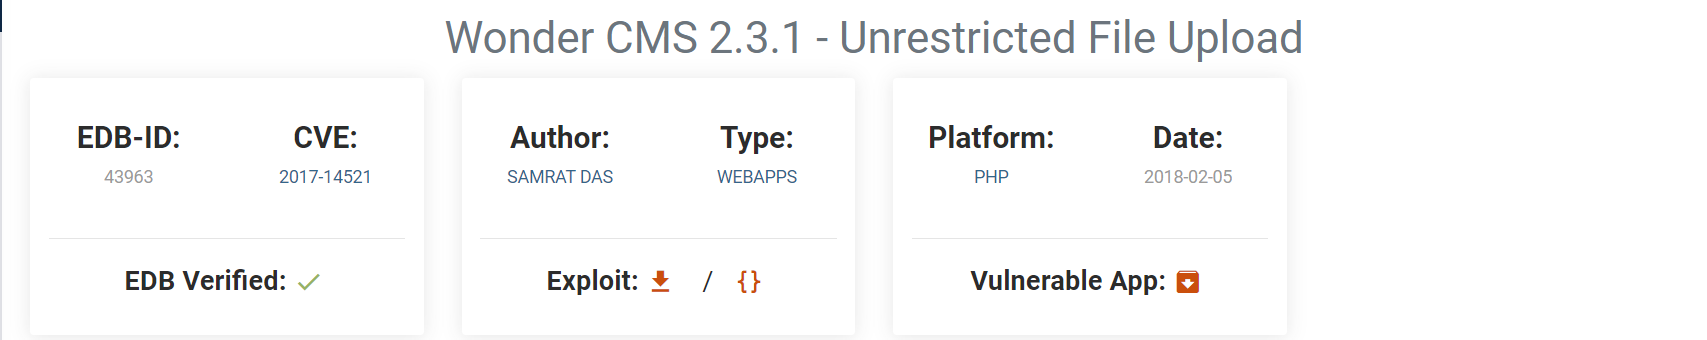 Wonder CMS 2.3.1 - Unrestricted File Upload
EDB-ID:
43963
CVE:
2017-14521
Author:
SAMRAT DAS
Type:
WEBAPPS
Platform:
PHP
Date:
2018-02-05
EDB Verified:
Exploit: / {}
Vulnerable App: